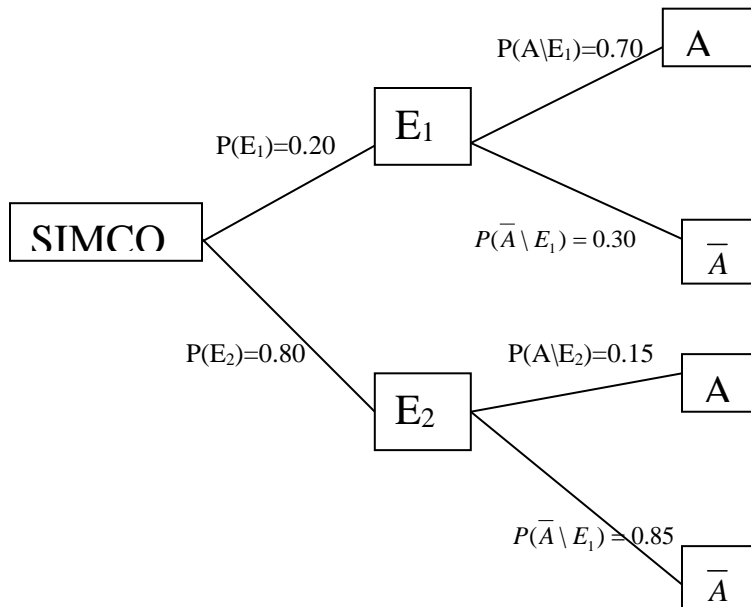 P(A\E₁)=0.70
A
E₁
P(E₁)=0.20
P(A̅ \ E₁) = 0.30
A̅
SIMCO
P(E₂)=0.80
P(A\E₂)=0.15
A
E₂
P(A̅ \ E₁) = 0.85
A̅